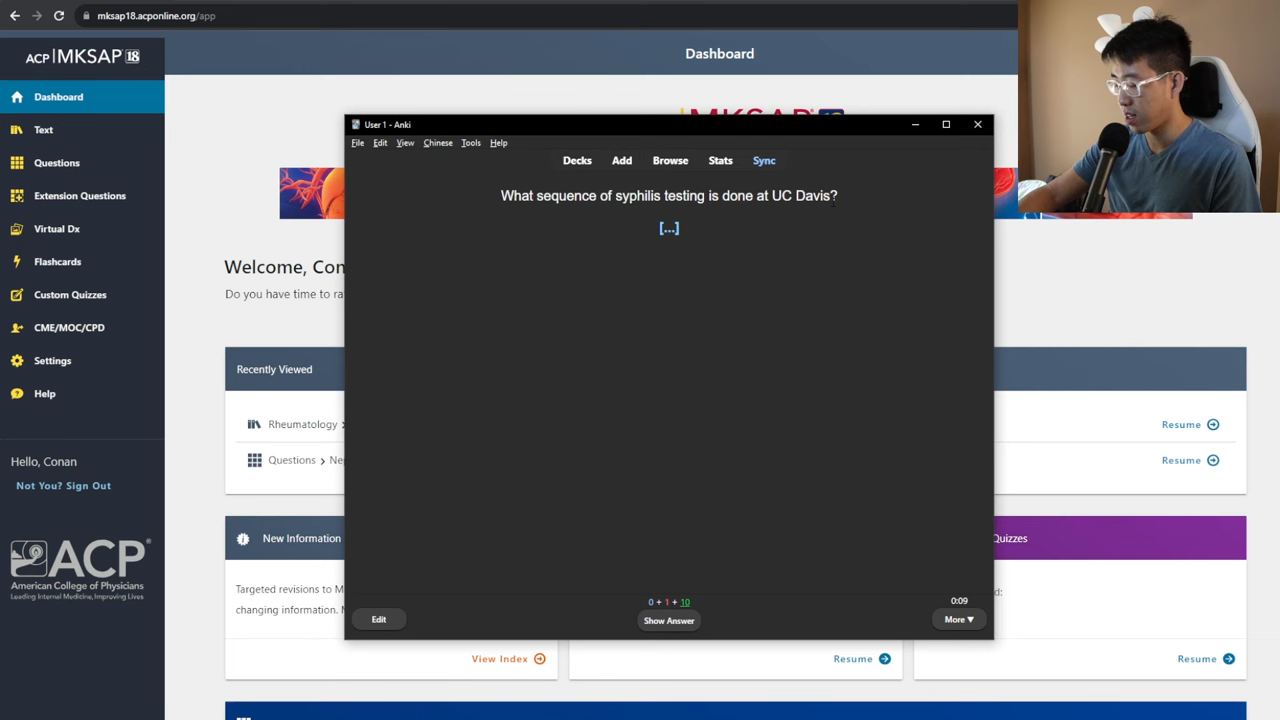 mksap18.acponline.org/app
ACP MKSAP® 18
Dashboard
Dashboard
Text
Questions
Extension Questions
Virtual Dx
Flashcards
Custom Quizzes
CME/MOC/CPD
Settings
Help
Hello, Conan
Not You? Sign Out
ACP®
American College of Physicians
Leading Internal Medicine, Improving Lives
User 1 - Anki
File Edit View Chinese Tools Help
Decks Add Browse Stats Sync
What sequence of syphilis testing is done at UC Davis?
[...]
0 + 1 + 10
0:09
Edit
Show Answer
More ▼
Welcome, Con
Do you have time to ra
Recently Viewed
Rheumatology >
Resume
Questions > Ne
Resume
New Information
Targeted revisions to M
changing information.
View Index
Resume
Quizzes
Resume